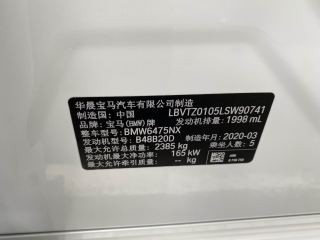 华晨宝马汽车有限公司制造
制造国：中国 LBVTZ0105LSW90741
品牌：宝马(BMW牌) 发动机排量：1998 mL
整车型号：BMW6475NX
发动机型号：B48B20D 制造年月：2020-03
最大允许总质量：2385 kg 乘坐人数：5
发动机最大净功率：165 kW
最大允许牵引质量：-- kg